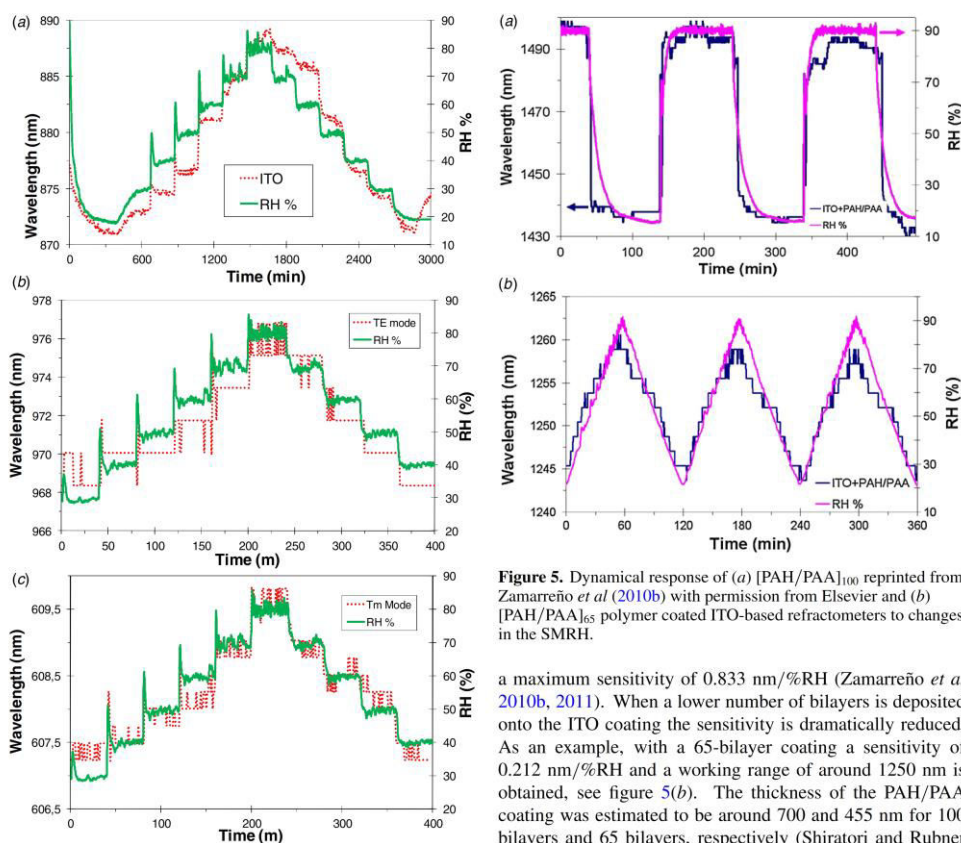 (a)
890
885
880
875
870
Wavelength (nm)
90
80
70
60
50
40
30
20
10
RH %
ITO
RH %
0
600
1200
1800
2400
3000
Time (min)
(b)
978
976
974
972
970
968
966
Wavelength (nm)
90
80
70
60
50
40
30
20
RH (%)
TE mode
RH %
0
50
100
150
200
250
300
350
400
Time (m)
(c)
609,5
608,5
607,5
606,5
Wavelength (nm)
90
80
70
60
50
40
30
20
RH (%)
Tm Mode
RH %
0
50
100
150
200
250
300
350
400
Time (m)
(a)
1490
1470
1450
1430
Wavelength (nm)
90
70
50
30
10
RH (%)
ITO+PAH/PAA
RH %
0
100
200
300
400
Time (min)
(b)
1265
1260
1255
1250
1245
1240
Wavelength (nm)
90
70
50
30
10
RH (%)
ITO+PAH/PAA
RH %
0
60
120
180
240
300
360
Time (min)
Figure 5. Dynamical response of (a) [PAH/PAA]100 reprinted from
Zamarreño et al (2010b) with permission from Elsevier and (b)
[PAH/PAA]65 polymer coated ITO-based refractometers to changes
in the SMRH.
a maximum sensitivity of 0.833 nm/%RH (Zamarreño et al
2010b, 2011). When a lower number of bilayers is deposited
onto the ITO coating the sensitivity is dramatically reduced.
As an example, with a 65-bilayer coating a sensitivity of
0.212 nm/%RH and a working range of around 1250 nm is
obtained, see figure 5(b). The thickness of the PAH/PAA
coating was estimated to be around 700 and 455 nm for 100
bilayers and 65 bilayers, respectively (Shiratori and Rubner